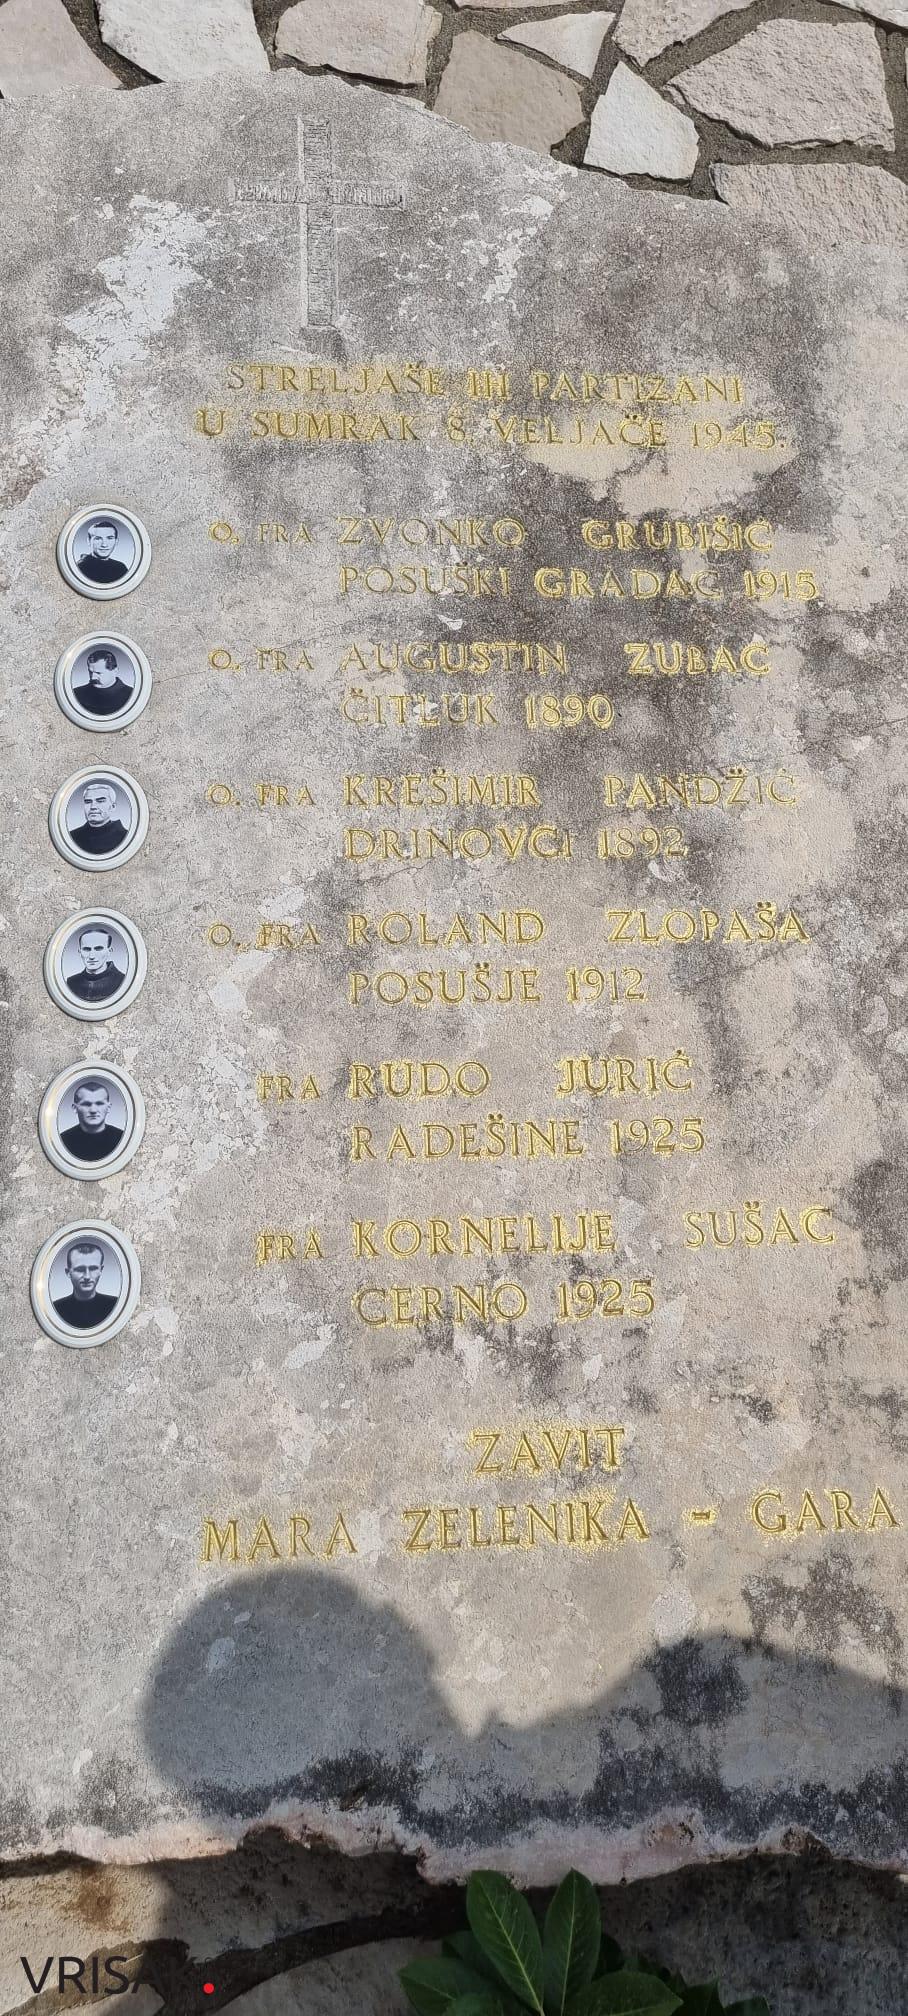 STRELJAŠE IH PARTIZANI
U SUMRAK 8. VELJAČE 1945.
O. FRA ZVONKO GRUBIŠIĆ
POSUŠKI GRADAC 1915
O. FRA AUGUSTIN ZUBAC
ČITLUK 1890
O. FRA KREŠIMIR PANDŽIĆ
DRINOVCI 1892
O. FRA ROLAND ZLOPAŠA
POSUŠJE 1912
FRA RUDO JURIĆ
RADEŠINE 1925
FRA KORNELIJE SUŠAC
CERNO 1925
ZAVIT
MARA ZELENIKA - GARA